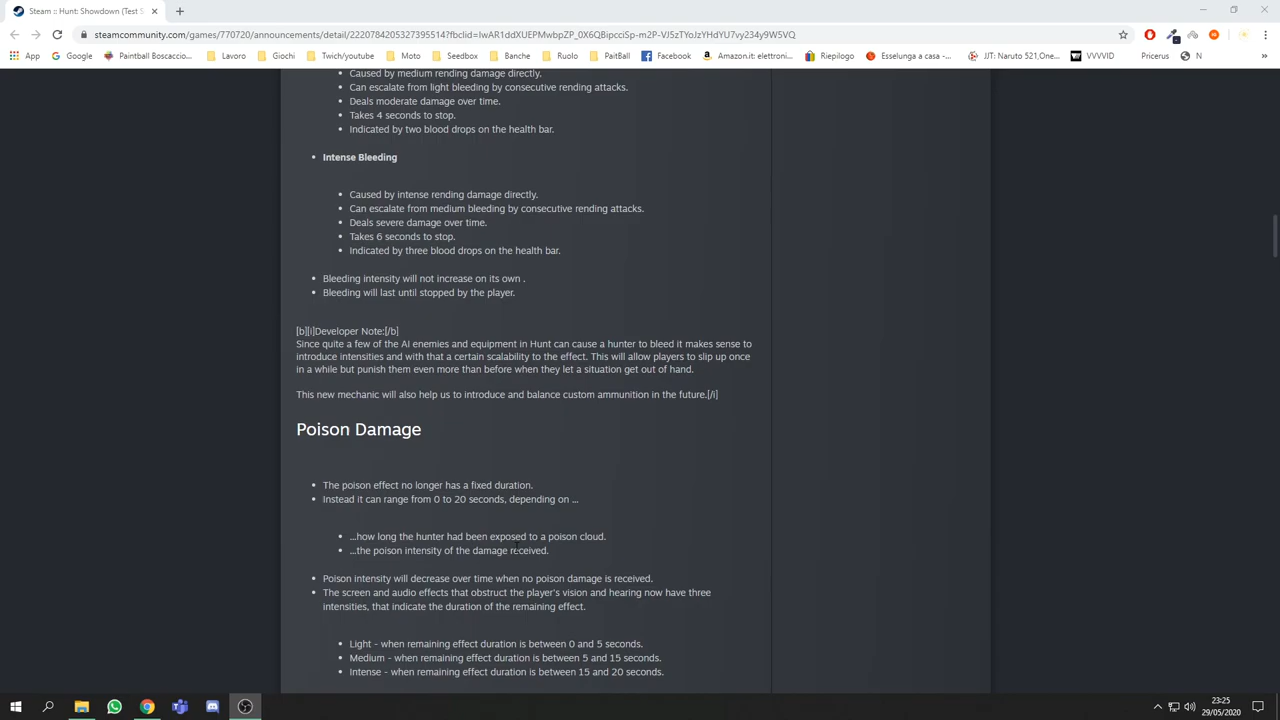 Steam :: Hunt: Showdown (Test S
steamcommunity.com/games/770720/announcements/detail/2220784205327395514?fbclid=IwAR1ddXUEPMwbpZP_0X6Q8ipcciSp-m2P-VJ5zTYoJzYHdYU7vy234y9W5VQ
App
Google
Paintball Boscaccio...
Lavoro
Giochi
Twich/youtube
Moto
Seedbox
Banche
Ruolo
PaitBall
Facebook
Amazon.it: elettroni...
Riepilogo
Esselunga a casa -...
JJT: Naruto 521,One...
VVVVID
Pricerus
N
»
• Caused by medium rending damage directly.
• Can escalate from light bleeding by consecutive rending attacks.
• Deals moderate damage over time.
• Takes 4 seconds to stop.
• Indicated by two blood drops on the health bar.
• Intense Bleeding
• Caused by intense rending damage directly.
• Can escalate from medium bleeding by consecutive rending attacks.
• Deals severe damage over time.
• Takes 6 seconds to stop.
• Indicated by three blood drops on the health bar.
• Bleeding intensity will not increase on its own .
• Bleeding will last until stopped by the player.
[b][i]Developer Note:[/b]
Since quite a few of the AI enemies and equipment in Hunt can cause a hunter to bleed it makes sense to
introduce intensities and with that a certain scalability to the effect. This will allow players to slip up once
in a while but punish them even more than before when they let a situation get out of hand.
This new mechanic will also help us to introduce and balance custom ammunition in the future.[/i]
Poison Damage
• The poison effect no longer has a fixed duration.
• Instead it can range from 0 to 20 seconds, depending on ...
• ...how long the hunter had been exposed to a poison cloud.
• ...the poison intensity of the damage received.
• Poison intensity will decrease over time when no poison damage is received.
• The screen and audio effects that obstruct the player's vision and hearing now have three
intensities, that indicate the duration of the remaining effect.
• Light - when remaining effect duration is between 0 and 5 seconds.
• Medium - when remaining effect duration is between 5 and 15 seconds.
• Intense - when remaining effect duration is between 15 and 20 seconds.
23:25
29/05/2020